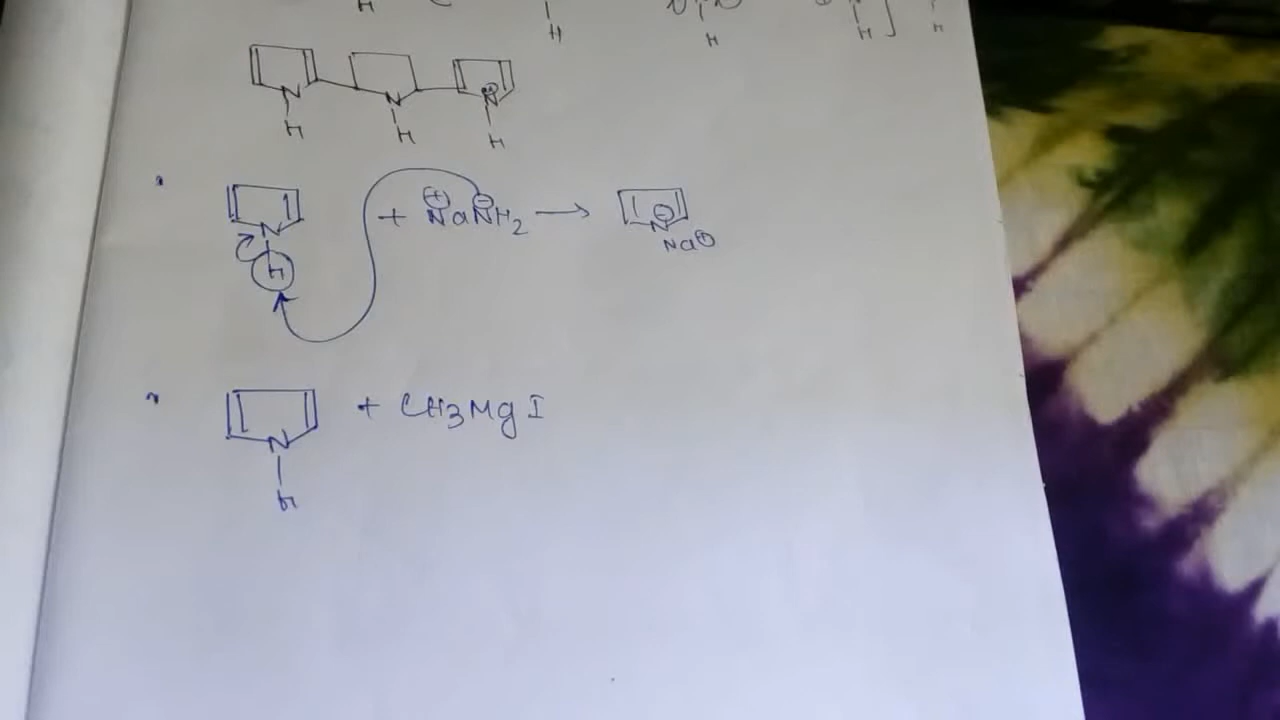 H H H H H
N N N
H H H
N + ⊕NaNH₂⊖ → N⊖
H Na⊕
N + CH3MgI
H